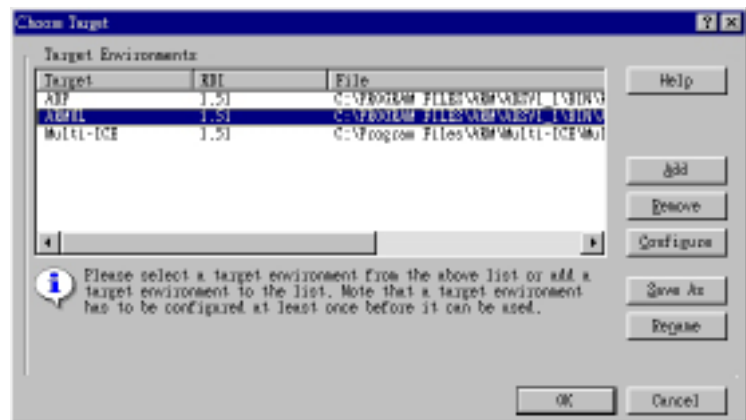 Choose Target
Target Environments
Target RDI File
ADP 1.51 C:\PROGRAM FILES\ARM\ADSV1_1\BIN\
ARMUL 1.51 C:\PROGRAM FILES\ARM\ADSV1_1\BIN\
Multi-ICE 1.51 C:\Program Files\ARM\Multi-ICE\Mul
Help
Add
Remove
Configure
Please select a target environment from the above list or add a
target environment to the list. Note that a target environment
has to be configured at least once before it can be used.
Save As
Rename
OK Cancel